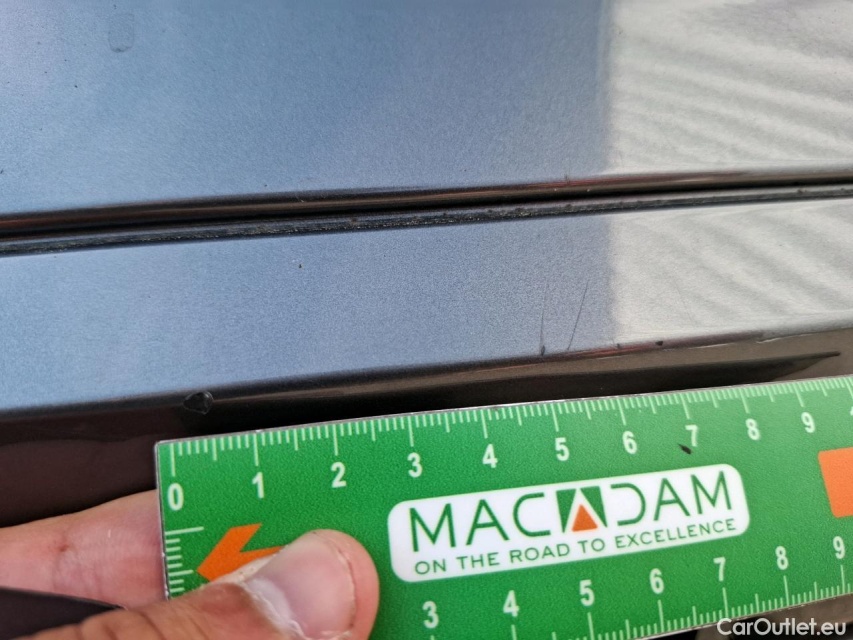 0 1 2 3 4 5 6 7 8 9
MACADAM
ON THE ROAD TO EXCELLENCE
3 4 5 6 7 8 9
CarOutlet.eu